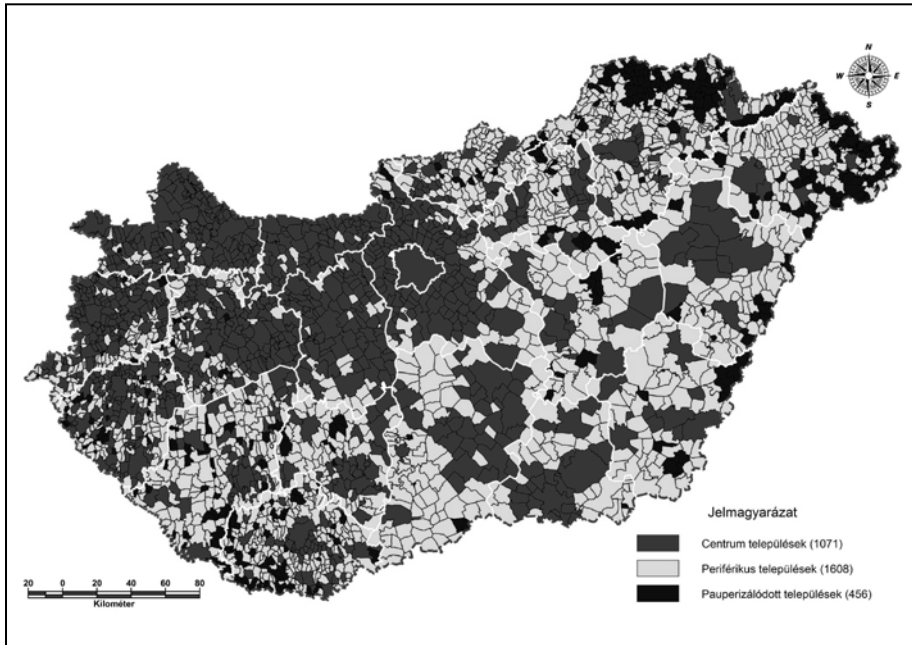 N
W E
S
Jelmagyarázat
Centrum települések (1071)
Periférikus települések (1608)
Pauperizálódott települések (456)
20 0 20 40 60 80
Kilométer